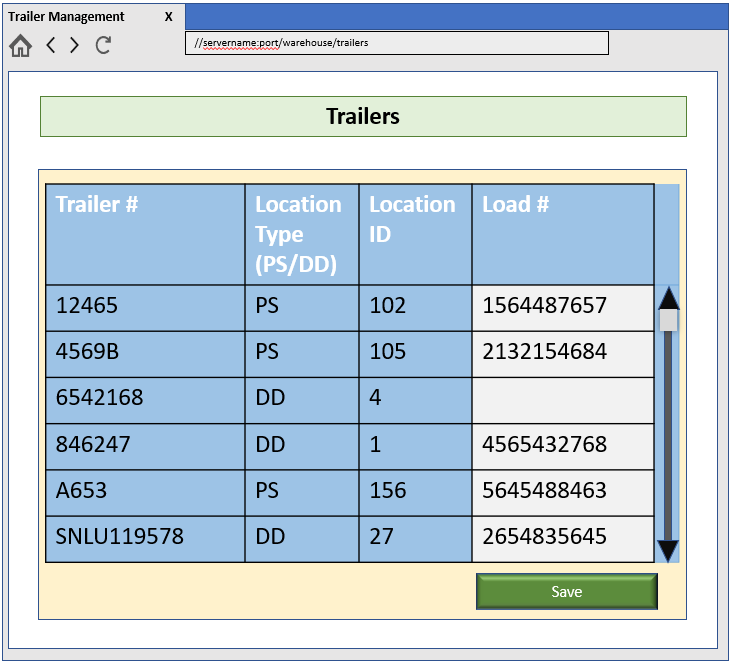 Trailer Management X
//servername:port/warehouse/trailers
Trailers
Trailer # Location Type (PS/DD) Location ID Load #
12465 PS 102 1564487657
4569B PS 105 2132154684
6542168 DD 4
846247 DD 1 4565432768
A653 PS 156 5645488463
SNLU119578 DD 27 2654835645
Save